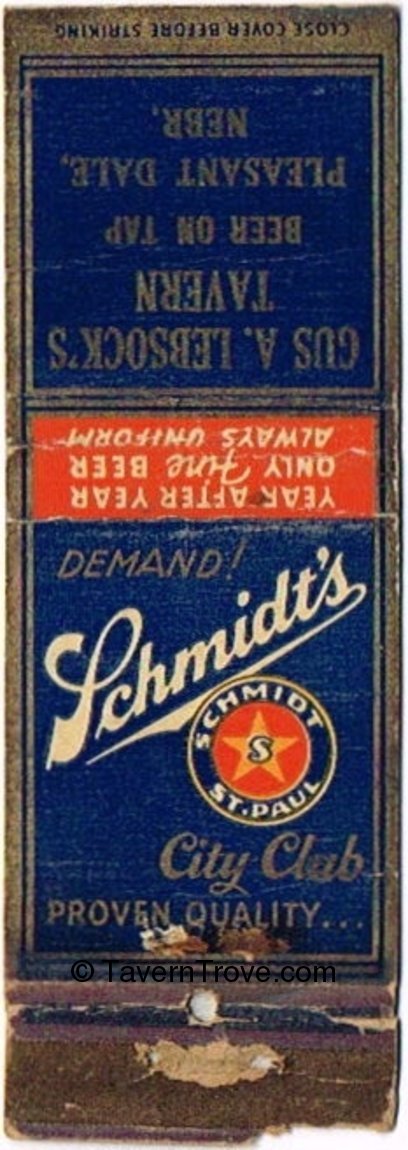 CLOSE COVER BEFORE STRIKING
GUS A. LEBSOCK'S
TAVERN
BEER ON TAP
PLEASANT DALE,
NEBR.
YEAR AFTER YEAR
ONLY Fine BEER
ALWAYS UNIFORM
DEMAND!
Schmidt's
SCHMIDT
S
ST. PAUL
City Club
PROVEN QUALITY...
© TavernTrove.com